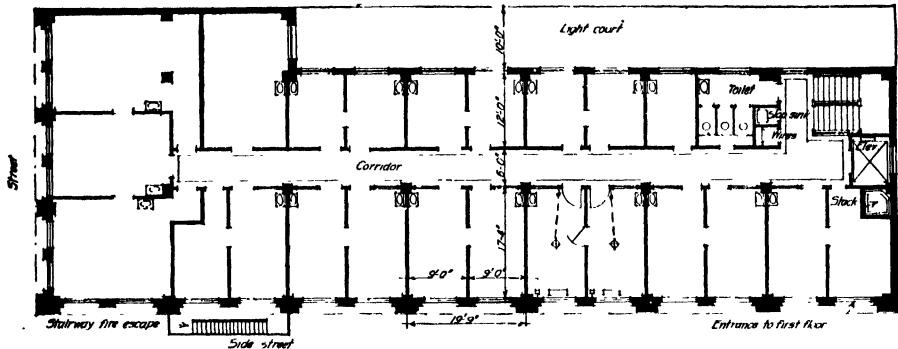 Light court
10'-0"
Toilet
Slop sink
Wires
12'-0"
Elev.
Street
Corridor
6'-0"
Stack
17'-4"
9'-0"
9'-0"
Stairway fire escape
19'-9"
Entrance to first floor
A
Side street